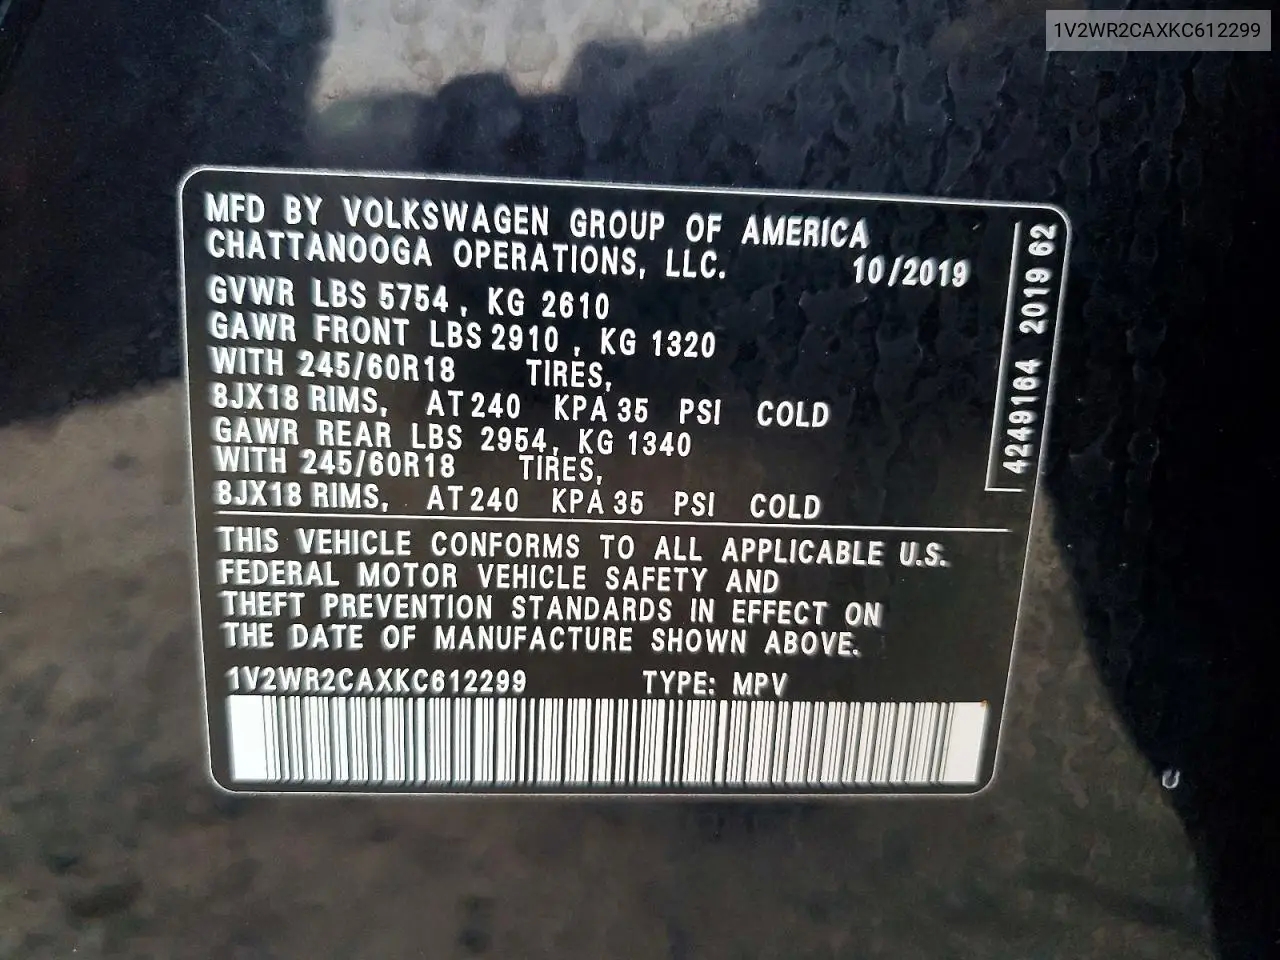 1V2WR2CAXKC612299
MFD BY VOLKSWAGEN GROUP OF AMERICA
CHATTANOOGA OPERATIONS, LLC. 10/2019
GVWR LBS 5754, KG 2610
GAWR FRONT LBS 2910, KG 1320
WITH 245/60R18 TIRES,
8JX18 RIMS, AT 240 KPA 35 PSI COLD
GAWR REAR LBS 2954, KG 1340
WITH 245/60R18 TIRES,
8JX18 RIMS, AT 240 KPA 35 PSI COLD
THIS VEHICLE CONFORMS TO ALL APPLICABLE U.S.
FEDERAL MOTOR VEHICLE SAFETY AND
THEFT PREVENTION STANDARDS IN EFFECT ON
THE DATE OF MANUFACTURE SHOWN ABOVE.
1V2WR2CAXKC612299 TYPE: MPV
4249164 2019 62